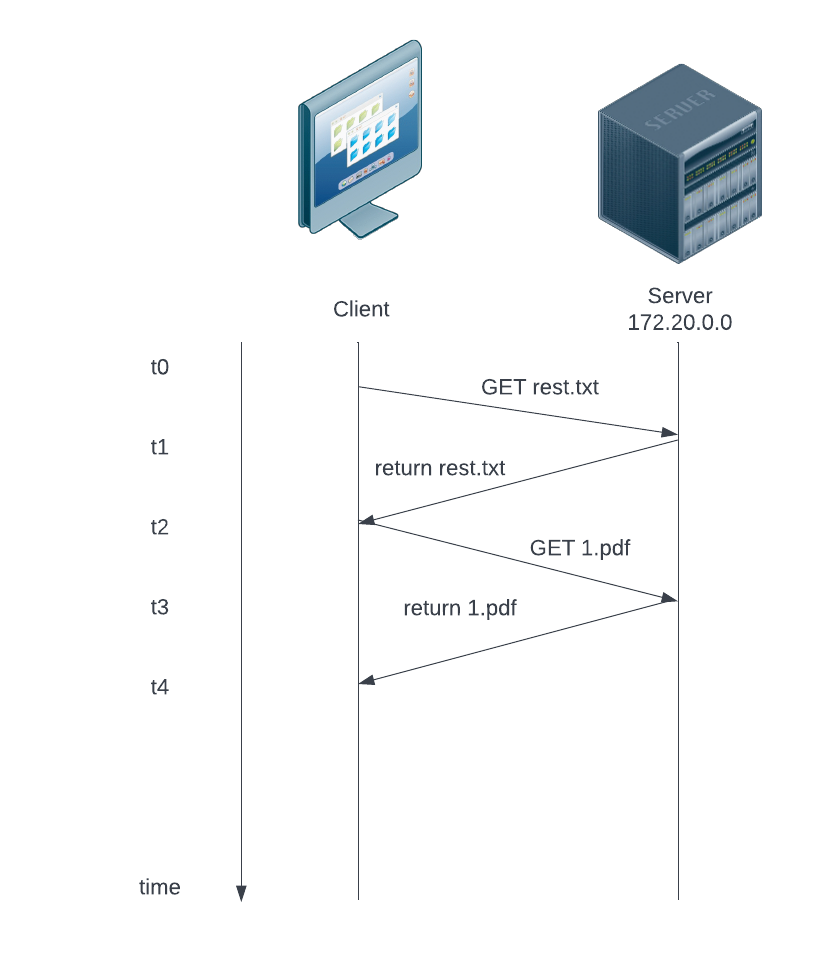 SERVER
Client
Server
172.20.0.0
t0
GET rest.txt
t1
return rest.txt
t2
GET 1.pdf
t3
return 1.pdf
t4
time